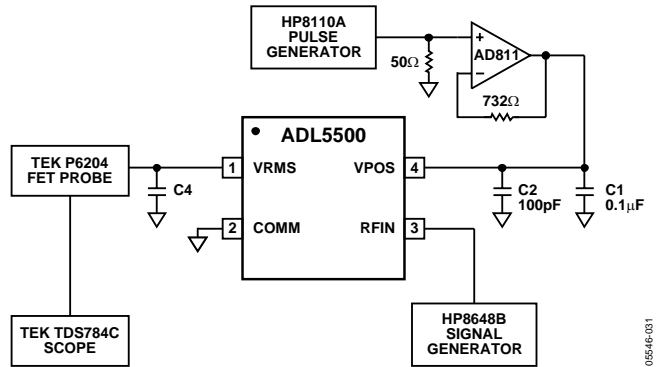 HP8110A
PULSE
GENERATOR
50Ω
+
AD811
−
732Ω
ADL5500
TEK P6204
FET PROBE
C4
1 VRMS
VPOS 4
C2
100pF
C1
0.1µF
2 COMM
RFIN 3
TEK TDS784C
SCOPE
HP8648B
SIGNAL
GENERATOR
05546-031